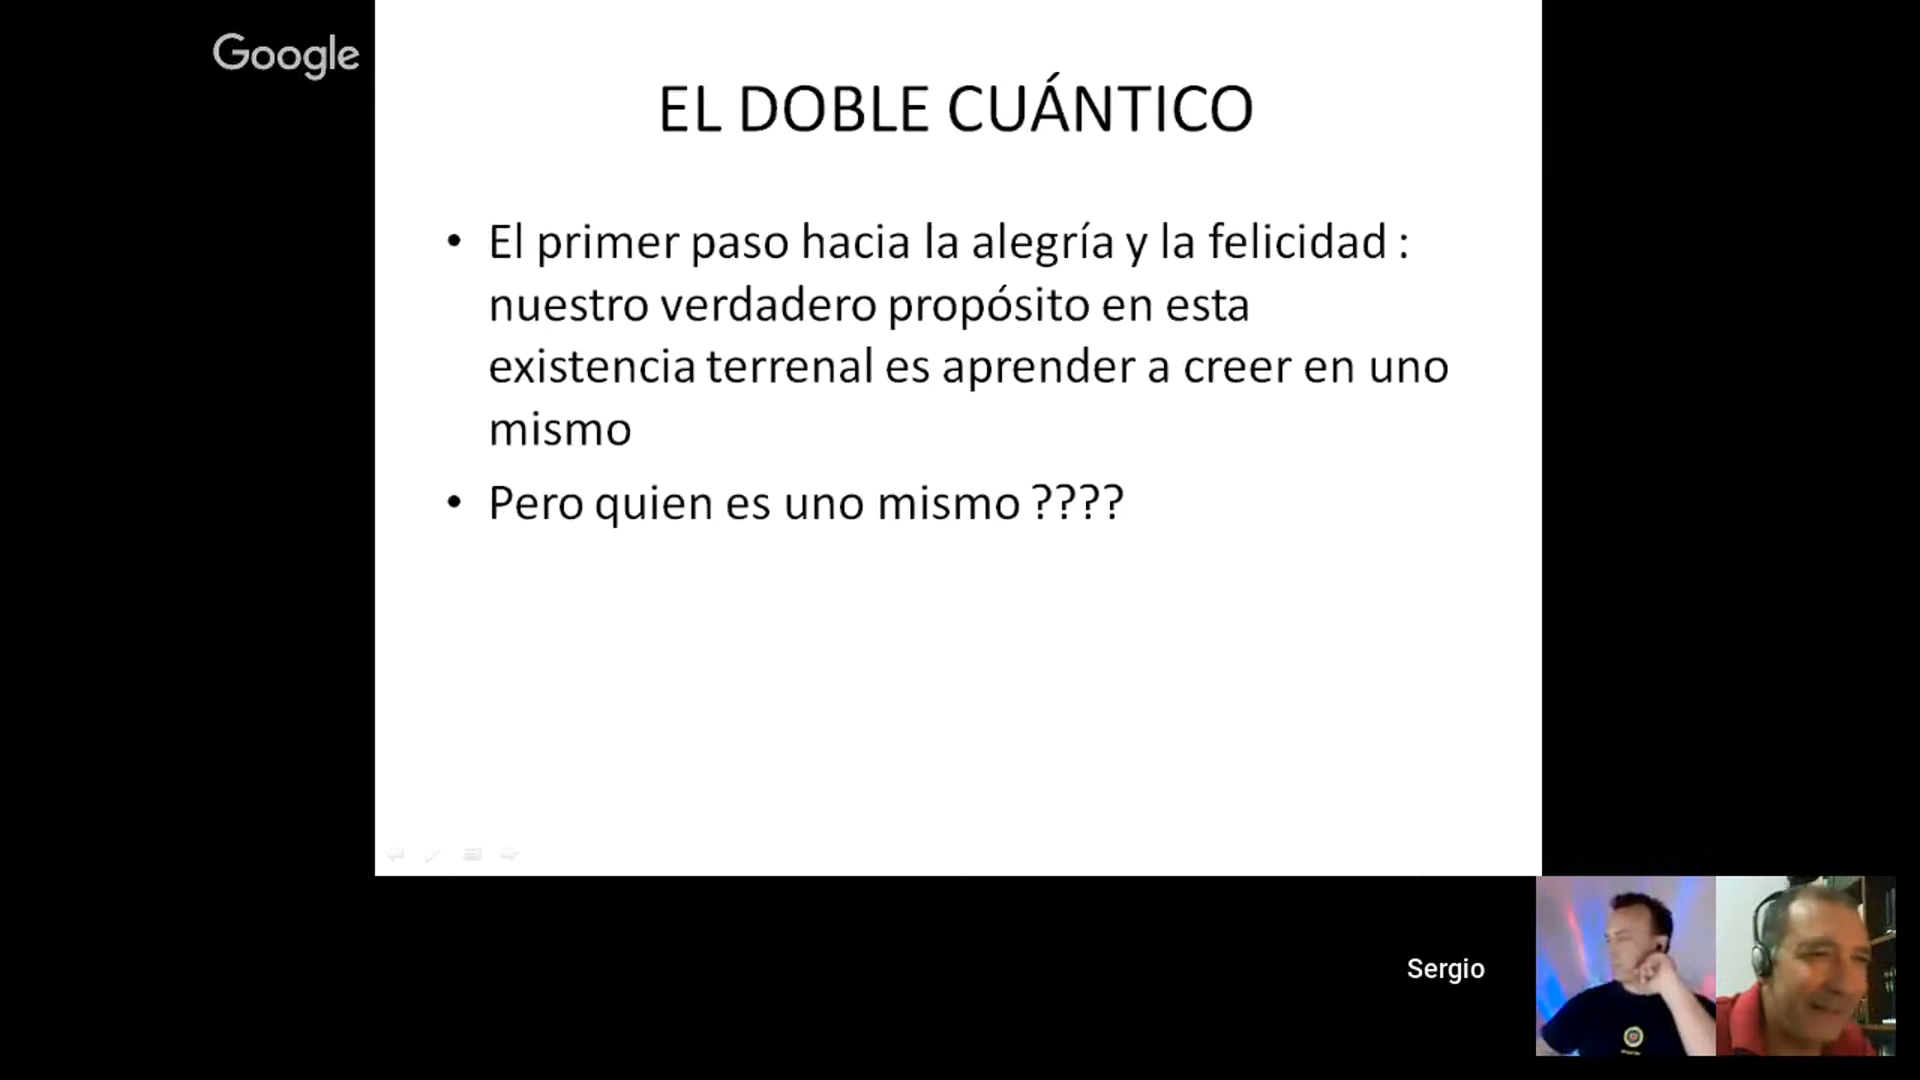 Google
EL DOBLE CUÁNTICO
• El primer paso hacia la alegría y la felicidad :
nuestro verdadero propósito en esta
existencia terrenal es aprender a creer en uno
mismo
• Pero quien es uno mismo ????
Sergio